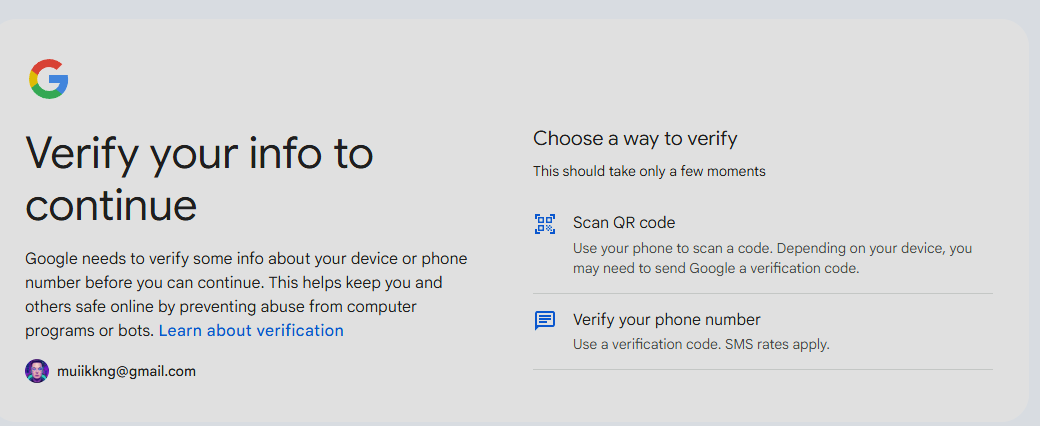 Verify your info to
continue
Google needs to verify some info about your device or phone
number before you can continue. This helps keep you and
others safe online by preventing abuse from computer
programs or bots. Learn about verification
muiikkng@gmail.com
Choose a way to verify
This should take only a few moments
Scan QR code
Use your phone to scan a code. Depending on your device, you
may need to send Google a verification code.
Verify your phone number
Use a verification code. SMS rates apply.